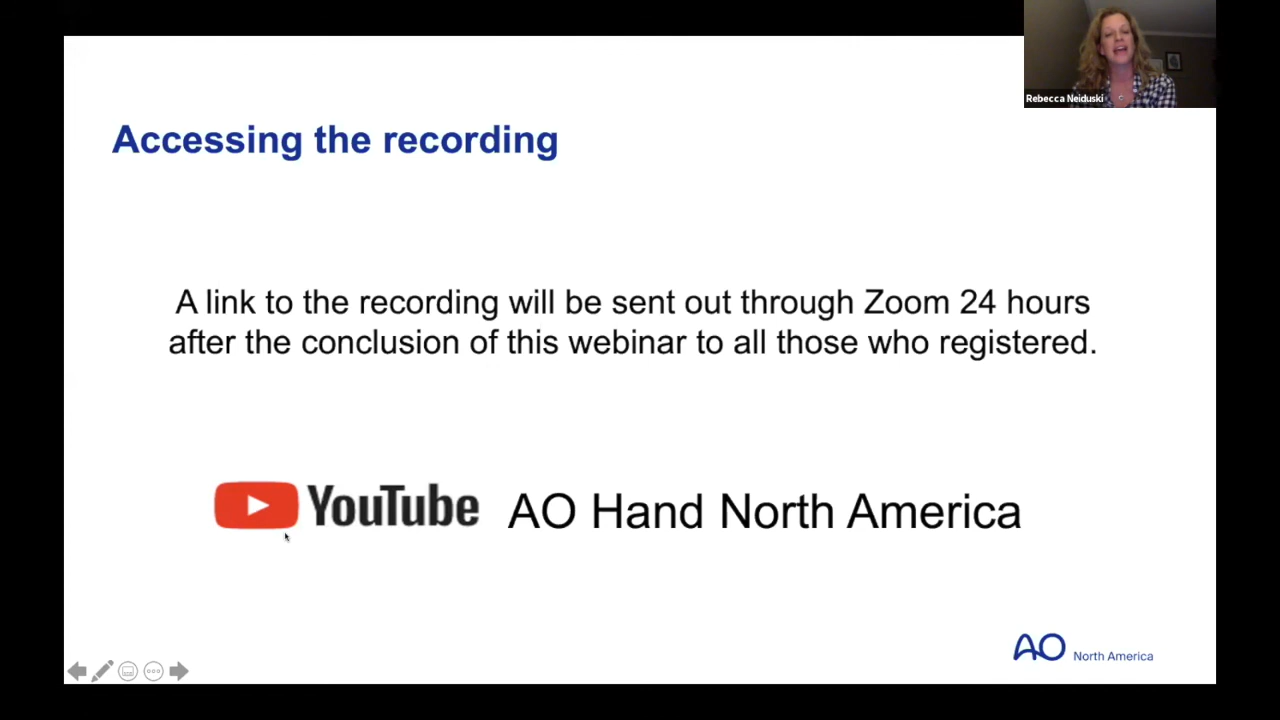 Rebecca Neiduski
Accessing the recording
A link to the recording will be sent out through Zoom 24 hours
after the conclusion of this webinar to all those who registered.
YouTube AO Hand North America
AO North America